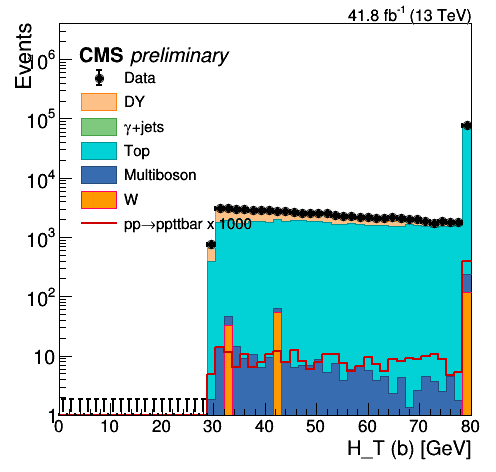 41.8 fb⁻¹ (13 TeV)
Events
CMS preliminary
Data
DY
γ+jets
Top
Multiboson
W
pp→ppttbar x 1000
10⁶
10⁵
10⁴
10³
10²
10
1
0 10 20 30 40 50 60 70 80
H_T (b) [GeV]